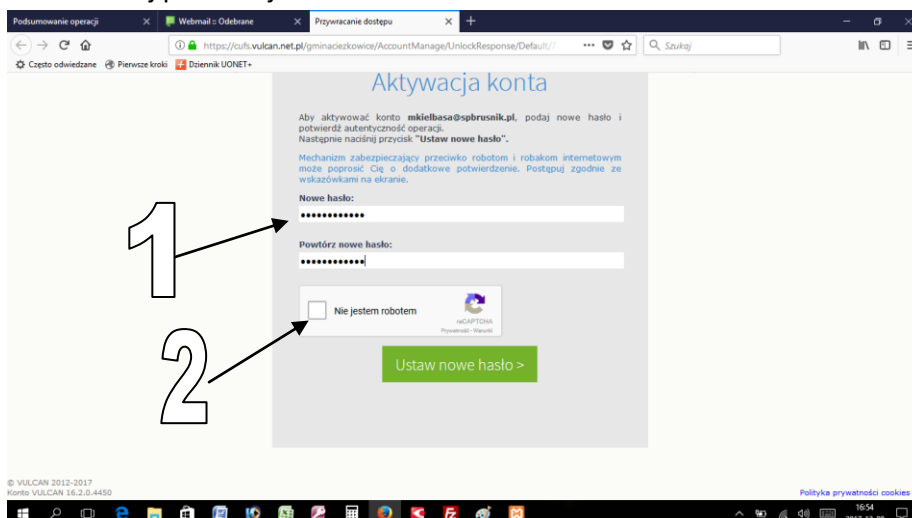 Podsumowanie operacji
Webmail :: Odebrane
Przywracanie dostępu
https://cufs.vulcan.net.pl/gminaciezkowice/AccountManage/UnlockResponse/Default/
Szukaj
Często odwiedzane
Pierwsze kroki
Dziennik UONET+
Aktywacja konta
Aby aktywować konto mkielbasa@spbrusnik.pl, podaj nowe hasło i
potwierdź autentyczność operacji.
Następnie naciśnij przycisk "Ustaw nowe hasło".
Mechanizm zabezpieczający przeciwko robotom i robakom internetowym
może poprosić Cię o dodatkowe potwierdzenie. Postępuj zgodnie ze
wskazówkami na ekranie.
Nowe hasło:
••••••••••••
1
Powtórz nowe hasło:
••••••••••••
Nie jestem robotem
reCAPTCHA
Prywatność - Warunki
2
Ustaw nowe hasło >
© VULCAN 2012-2017
Konto VULCAN 16.2.0.4450
Polityka prywatności cookies
16:54